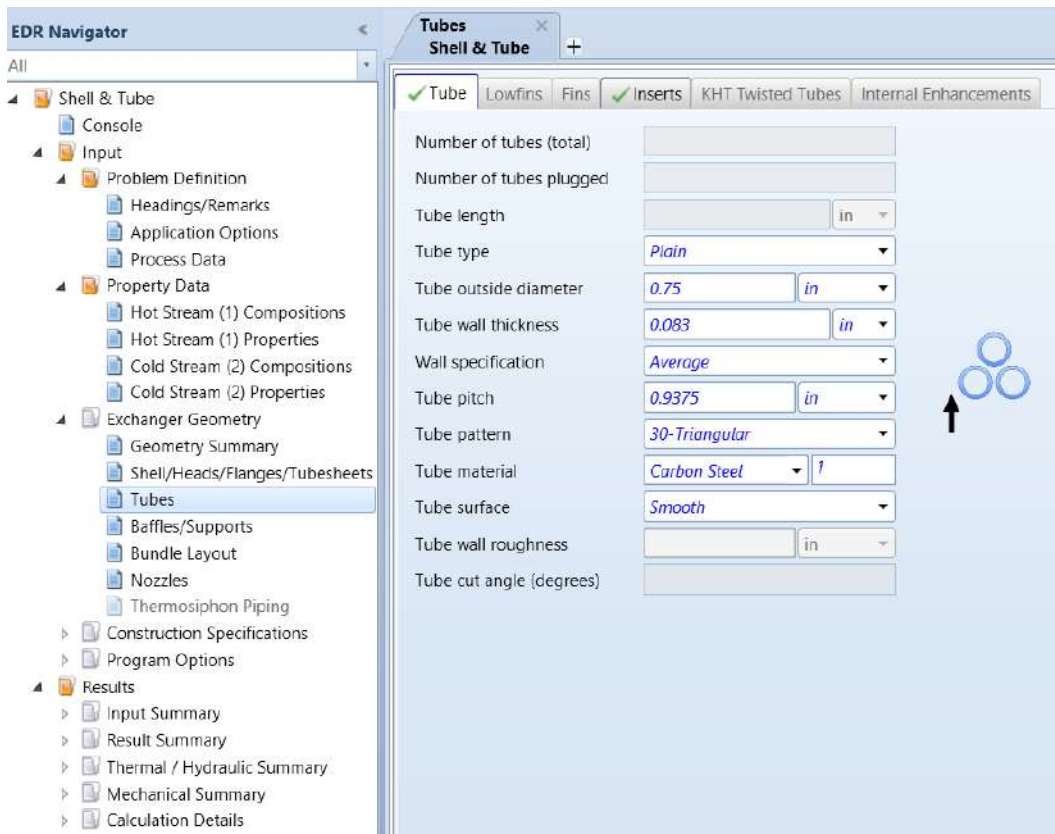 EDR Navigator
<
All
Shell & Tube
Console
Input
Problem Definition
Headings/Remarks
Application Options
Process Data
Property Data
Hot Stream (1) Compositions
Hot Stream (1) Properties
Cold Stream (2) Compositions
Cold Stream (2) Properties
Exchanger Geometry
Geometry Summary
Shell/Heads/Flanges/Tubesheets
Tubes
Baffles/Supports
Bundle Layout
Nozzles
Thermosiphon Piping
Construction Specifications
Program Options
Results
Input Summary
Result Summary
Thermal / Hydraulic Summary
Mechanical Summary
Calculation Details
Tubes
Shell & Tube +
Tube Lowfins Fins Inserts KHT Twisted Tubes Internal Enhancements
Number of tubes (total)
Number of tubes plugged
Tube length in
Tube type Plain
Tube outside diameter 0.75 in
Tube wall thickness 0.083 in
Wall specification Average
Tube pitch 0.9375 in
Tube pattern 30-Triangular
Tube material Carbon Steel 1
Tube surface Smooth
Tube wall roughness in
Tube cut angle (degrees)